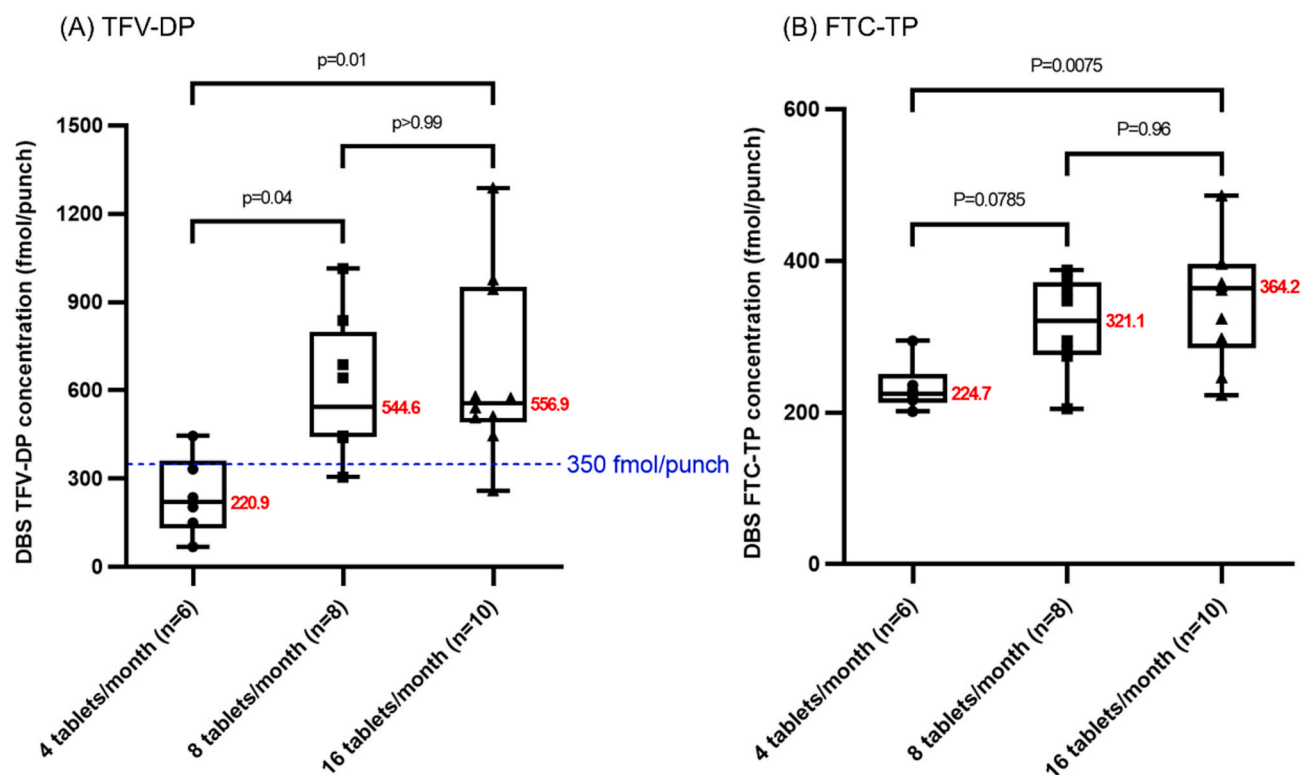 (A) TFV-DP
p=0.01
p>0.99
p=0.04
DBS TFV-DP concentration (fmol/punch)
1500
1200
900
600
300
0
220.9
544.6
556.9
350 fmol/punch
4 tablets/month (n=6)
8 tablets/month (n=8)
16 tablets/month (n=10)
(B) FTC-TP
P=0.0075
P=0.96
P=0.0785
DBS FTC-TP concentration (fmol/punch)
600
400
200
0
224.7
321.1
364.2
4 tablets/month (n=6)
8 tablets/month (n=8)
16 tablets/month (n=10)